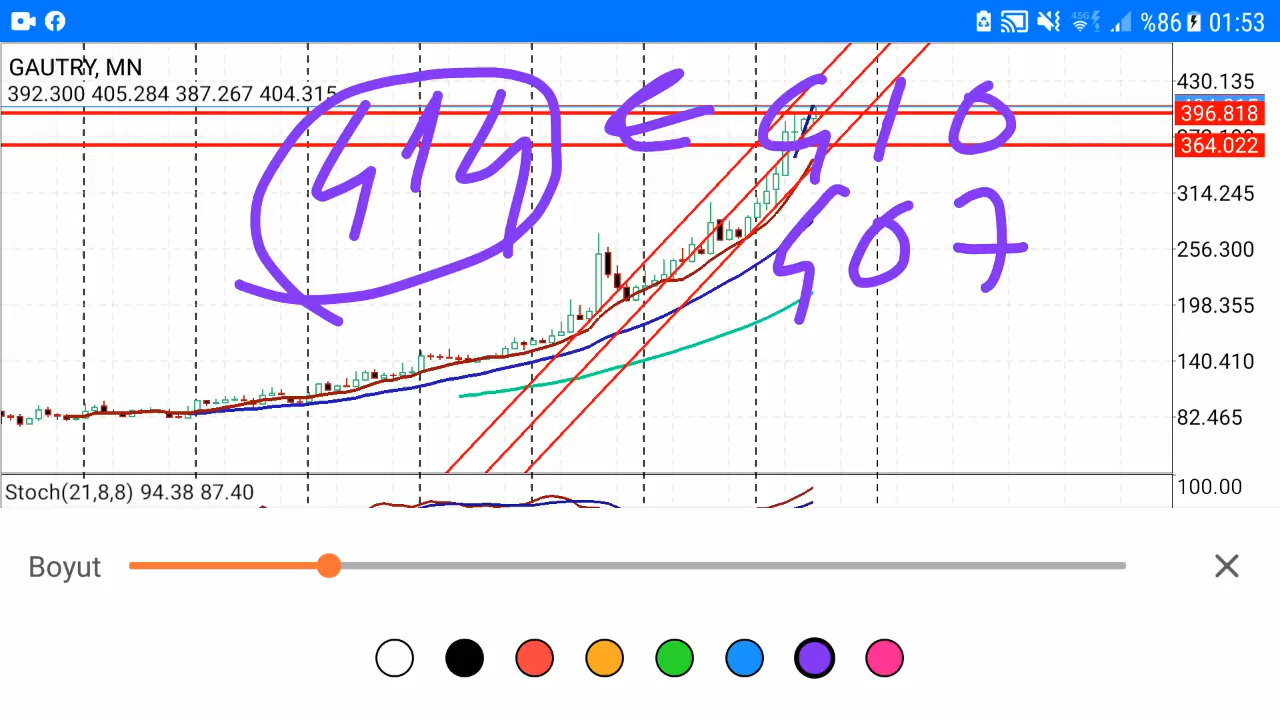 %86 01:53
GAUTRY, MN
392.300 405.284 387.267 404.315
414 ← 410
407
430.135
396.818
364.022
314.245
256.300
198.355
140.410
82.465
Stoch(21,8,8) 94.38 87.40
100.00
Boyut